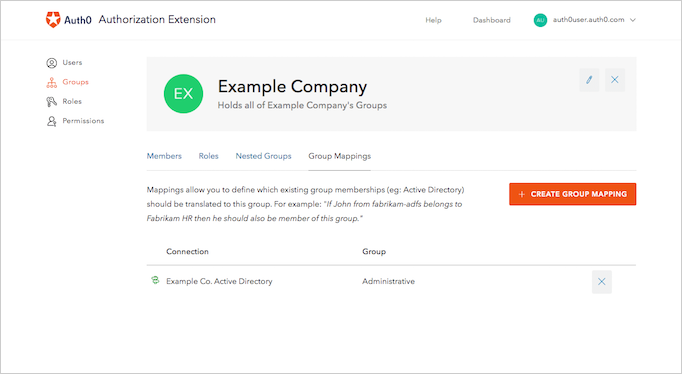 Auth0 Authorization Extension
Help
Dashboard
AU
auth0user.auth0.com
Users
Groups
Roles
Permissions
EX
Example Company
Holds all of Example Company's Groups
Members
Roles
Nested Groups
Group Mappings
Mappings allow you to define which existing group memberships (eg: Active Directory)
should be translated to this group. For example: "If John from fabrikam-adfs belongs to
Fabrikam HR then he should also be member of this group."
+ CREATE GROUP MAPPING
Connection
Group
Example Co. Active Directory
Administrative